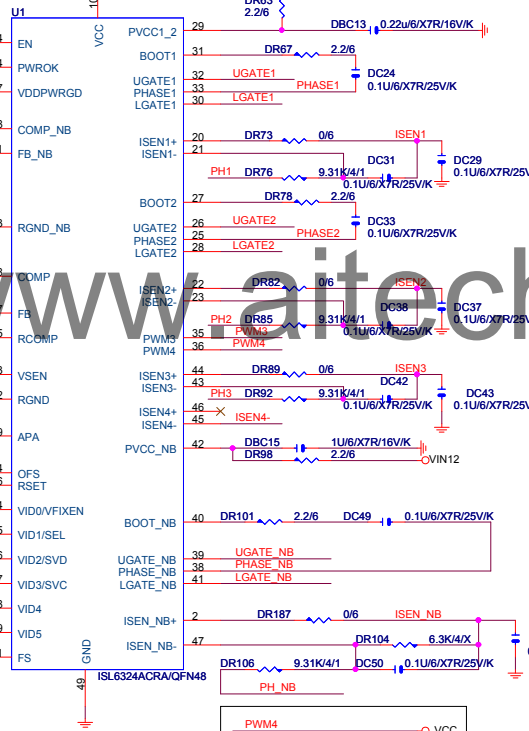 DR63
U1
2.2/6
10
VCC
PVCC1_2
29
DBC13
0.22u/6/X7R/16V/K
EN
BOOT1
31
DR67
2.2/6
PWROK
UGATE1
32
UGATE1
DC24
VDDPWRGD
PHASE1
33
PHASE1
0.1U/6/X7R/25V/K
LGATE1
30
LGATE1
COMP_NB
ISEN1+
20
DR73
0/6
ISEN1
FB_NB
ISEN1-
21
DC31
DC29
PH1
DR76
9.31K/4/1
0.1U/6/X7R/25V/K
0.1U/6/X7R/25V/K
BOOT2
27
DR78
2.2/6
RGND_NB
UGATE2
26
UGATE2
DC33
PHASE2
25
PHASE2
0.1U/6/X7R/25V/K
LGATE2
28
LGATE2
www.aitech
COMP
ISEN2+
22
DR82
0/6
ISEN2
ISEN2-
23
DC38
DC37
FB
PH2
DR85
9.31K/4/1
0.1U/6/X7R/25V/K
0.1U/6/X7R/25V
RCOMP
PWM3
35
PWM3
PWM4
36
PWM4
VSEN
ISEN3+
44
DR89
0/6
ISEN3
ISEN3-
43
DC42
DC43
RGND
PH3
DR92
9.31K/4/1
0.1U/6/X7R/25V/K
0.1U/6/X7R/25V
ISEN4+
46
ISEN4-
45
ISEN4-
APA
PVCC_NB
42
DBC15
1U/6/X7R/16V/K
DR98
2.2/6
VIN12
OFS
RSET
VID0/VFIXEN
BOOT_NB
40
DR101
2.2/6
DC49
0.1U/6/X7R/25V/K
VID1/SEL
VID2/SVD
UGATE_NB
39
UGATE_NB
PHASE_NB
38
PHASE_NB
VID3/SVC
LGATE_NB
41
LGATE_NB
VID4
ISEN_NB+
2
DR187
0/6
ISEN_NB
VID5
ISEN_NB-
47
DR104
6.3K/4/X
FS
GND
DR106
9.31K/4/1
DC50
0.1U/6/X7R/25V/K
49
ISL6324ACRA/QFN48
PH_NB
PWM4
VCC